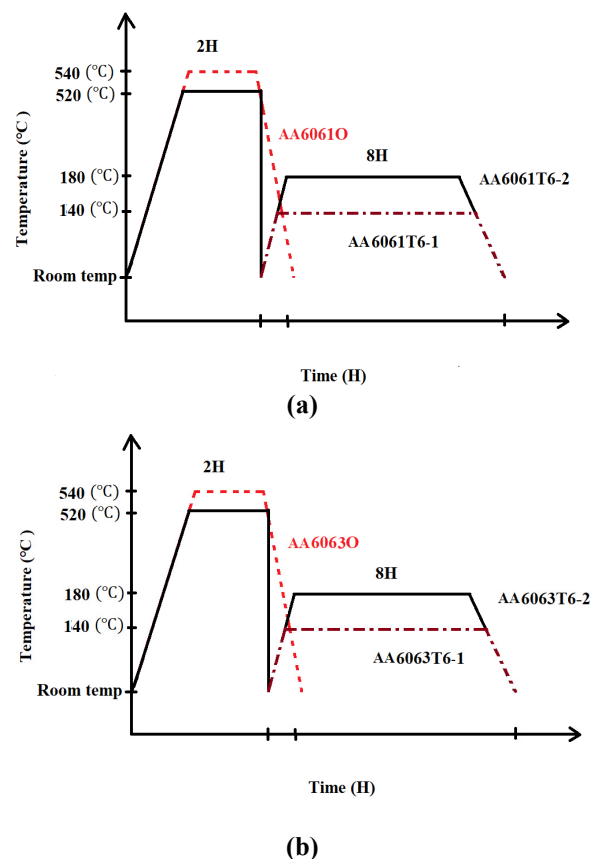 2H
540 (℃)
520 (℃)
AA6061O
8H
180 (℃)
AA6061T6-2
140 (℃)
AA6061T6-1
Room temp
Temperature (℃)
Time (H)
(a)
2H
540 (℃)
520 (℃)
AA6063O
8H
180 (℃)
AA6063T6-2
140 (℃)
AA6063T6-1
Room temp
Temperature (℃ )
Time (H)
(b)